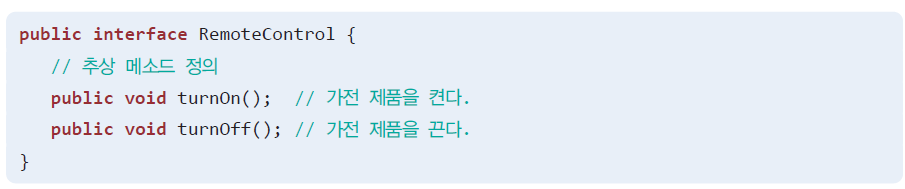 public interface RemoteControl {
// 추상 메소드 정의
public void turnOn(); // 가전 제품을 켠다.
public void turnOff(); // 가전 제품을 끈다.
}